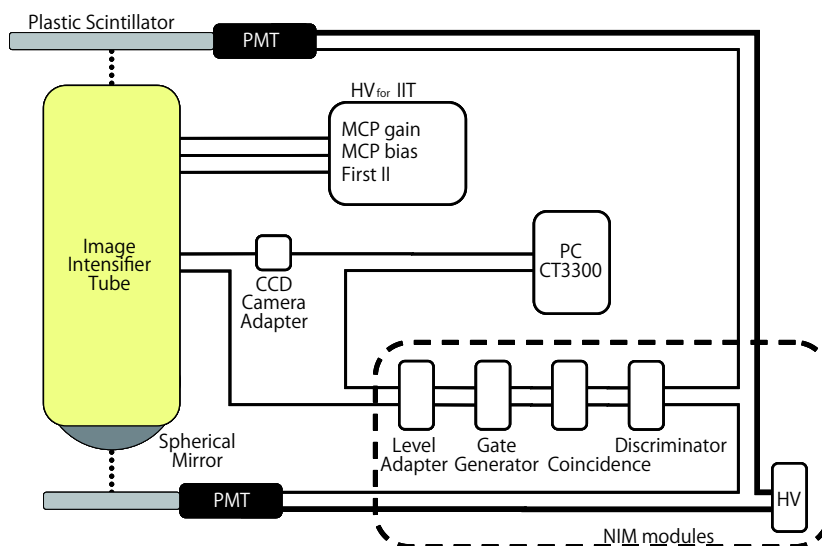 Plastic Scintillator
PMT
HV for IIT
MCP gain
MCP bias
First II
Image
Intensifier
Tube
CCD
Camera
Adapter
PC
CT3300
Spherical
Mirror
Level
Adapter
Gate
Generator
Coincidence
Discriminator
PMT
HV
NIM modules